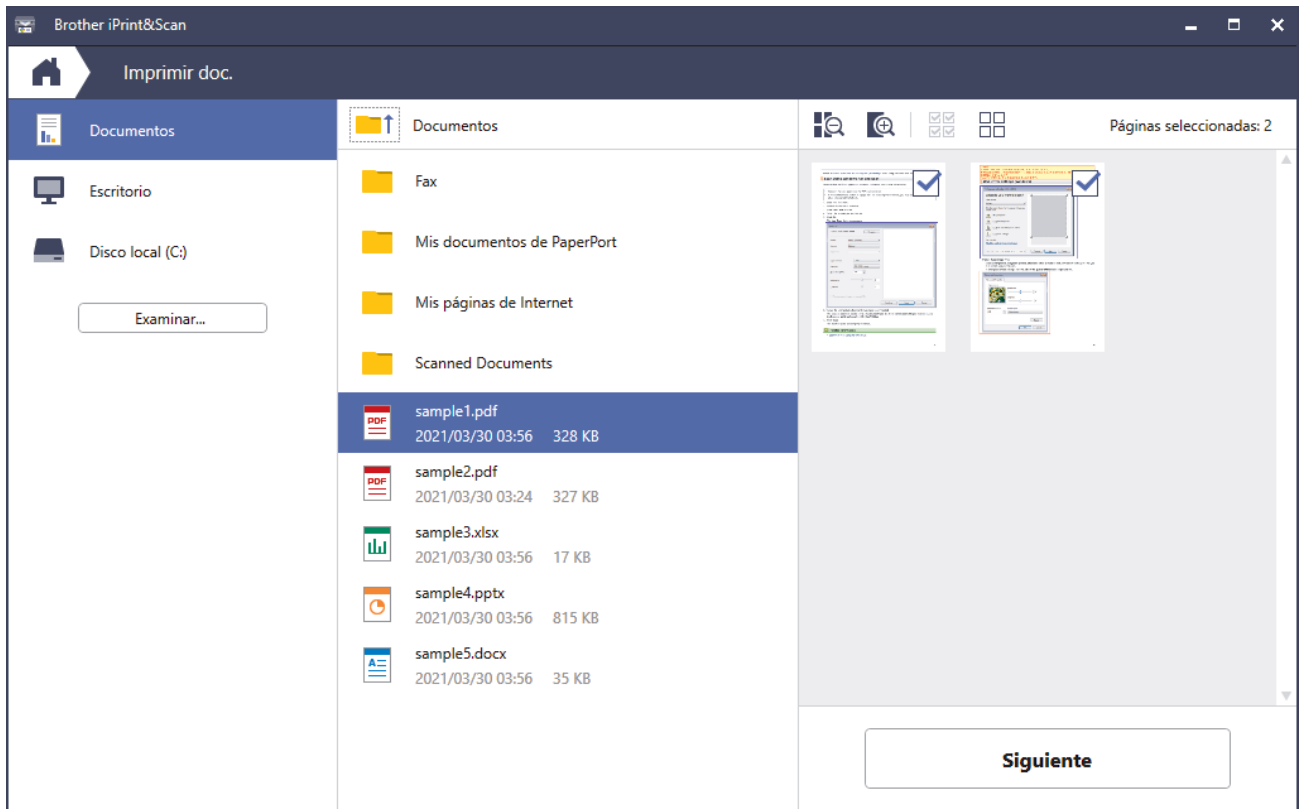 Brother iPrint&Scan
Imprimir doc.
Documentos
Escritorio
Disco local (C:)
Examinar...
Documentos
Fax
Mis documentos de PaperPort
Mis páginas de Internet
Scanned Documents
PDF
sample1.pdf
2021/03/30 03:56 328 KB
PDF
sample2.pdf
2021/03/30 03:24 327 KB
sample3.xlsx
2021/03/30 03:56 17 KB
sample4.pptx
2021/03/30 03:56 815 KB
A
sample5.docx
2021/03/30 03:56 35 KB
Páginas seleccionadas: 2
Siguiente